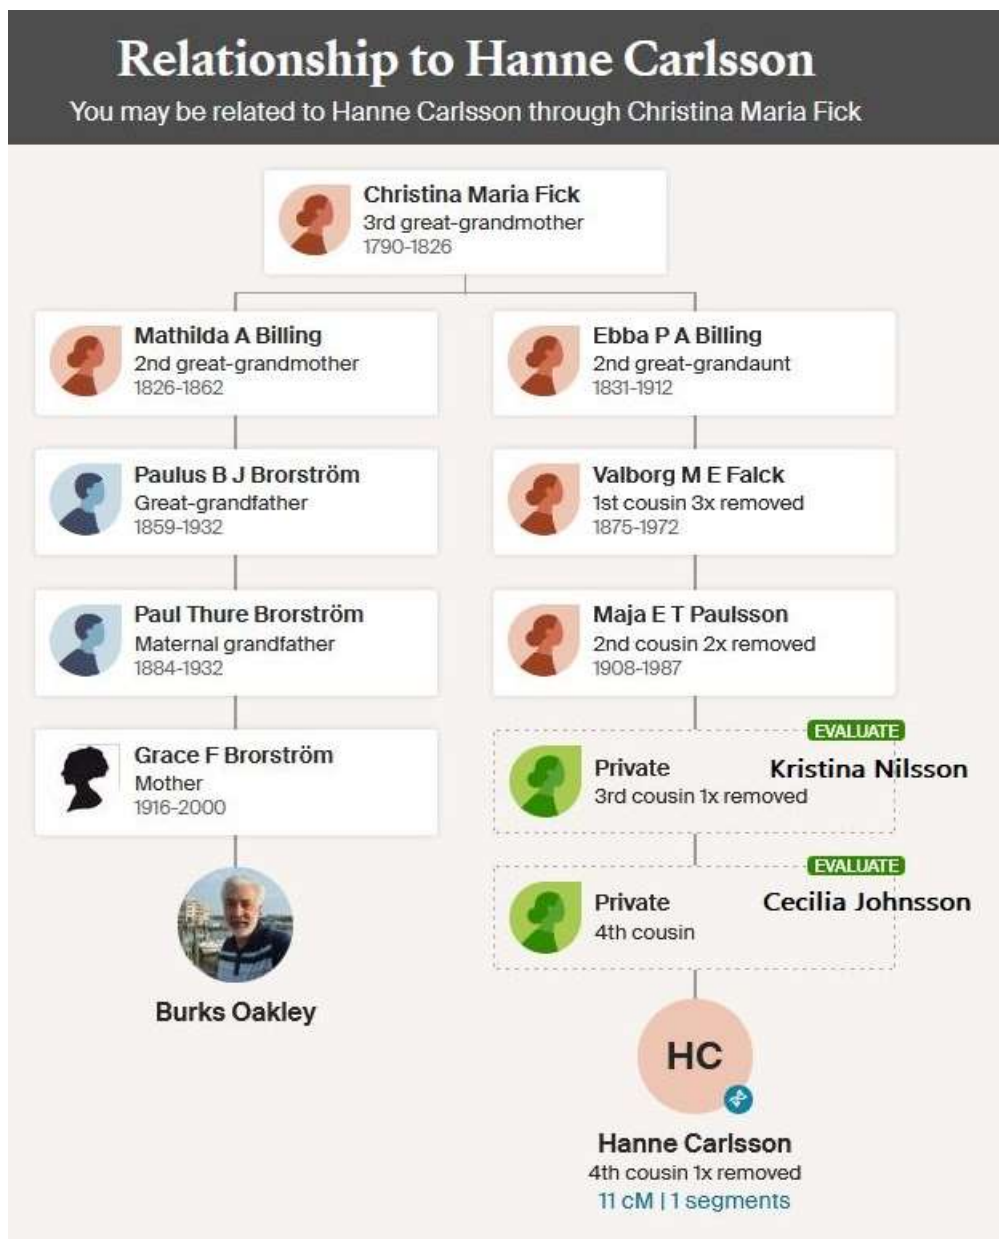 Relationship to Hanne Carlsson
You may be related to Hanne Carlsson through Christina Maria Fick
Christina Maria Fick
3rd great-grandmother
1790-1826
Mathilda A Billing
2nd great-grandmother
1826-1862
Ebba P A Billing
2nd great-grandaunt
1831-1912
Paulus B J Brorström
Great-grandfather
1859-1932
Valborg M E Falck
1st cousin 3x removed
1875-1972
Paul Thure Brorström
Maternal grandfather
1884-1932
Maja E T Paulsson
2nd cousin 2x removed
1908-1987
Grace F Brorström
Mother
1916-2000
EVALUATE
Private
Kristina Nilsson
3rd cousin 1x removed
EVALUATE
Private
Cecilia Johnsson
4th cousin
Burks Oakley
HC
Hanne Carlsson
4th cousin 1x removed
11 cM | 1 segments